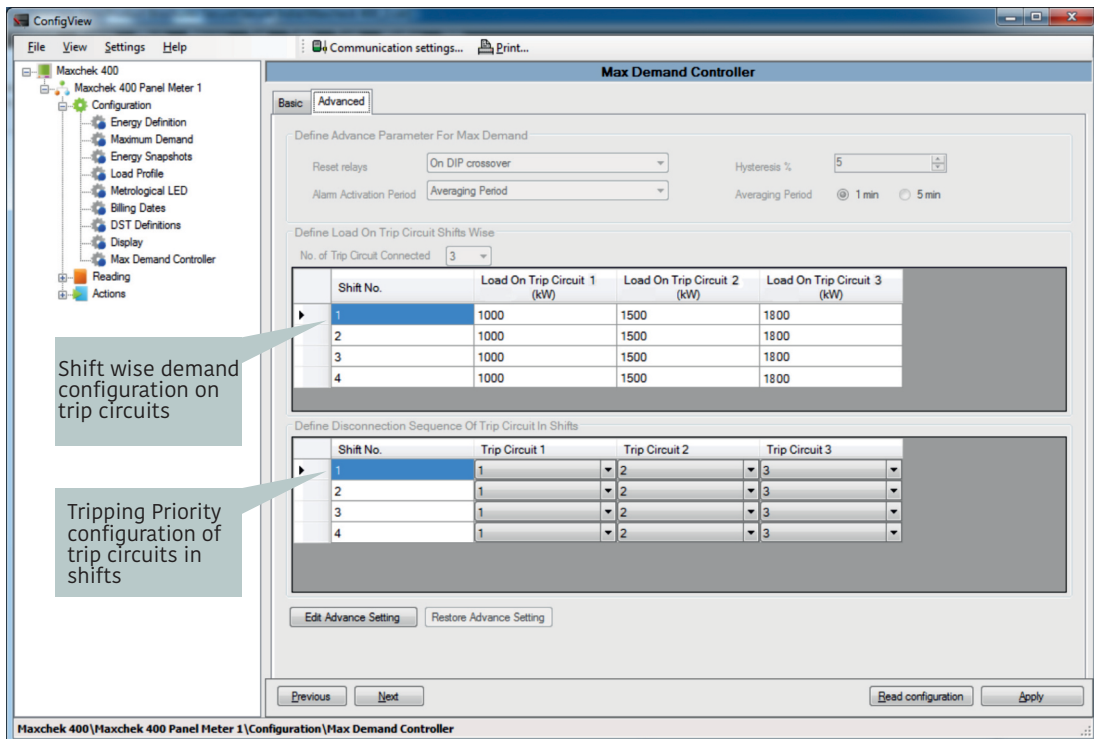 ConfigView
File View Settings Help Communication settings... Print...
Maxchek 400
Maxchek 400 Panel Meter 1
Configuration
Energy Definition
Maximum Demand
Energy Snapshots
Load Profile
Metrological LED
Billing Dates
DST Definitions
Display
Max Demand Controller
Reading
Actions
Max Demand Controller
Basic Advanced
Define Advance Parameter For Max Demand
Reset relays On DIP crossover Hysteresis % 5
Alarm Activation Period Averaging Period Averaging Period 1 min 5 min
Define Load On Trip Circuit Shifts Wise
No. of Trip Circuit Connected 3
Shift No. Load On Trip Circuit 1 (kW) Load On Trip Circuit 2 (kW) Load On Trip Circuit 3 (kW)
1 1000 1500 1800
2 1000 1500 1800
3 1000 1500 1800
4 1000 1500 1800
Shift wise demand
configuration on
trip circuits
Define Disconnection Sequence Of Trip Circuit In Shifts
Shift No. Trip Circuit 1 Trip Circuit 2 Trip Circuit 3
1 1 2 3
2 1 2 3
3 1 2 3
4 1 2 3
Tripping Priority
configuration of
trip circuits in
shifts
Edit Advance Setting Restore Advance Setting
Previous Next Read configuration Apply
Maxchek 400\Maxchek 400 Panel Meter 1\Configuration\Max Demand Controller